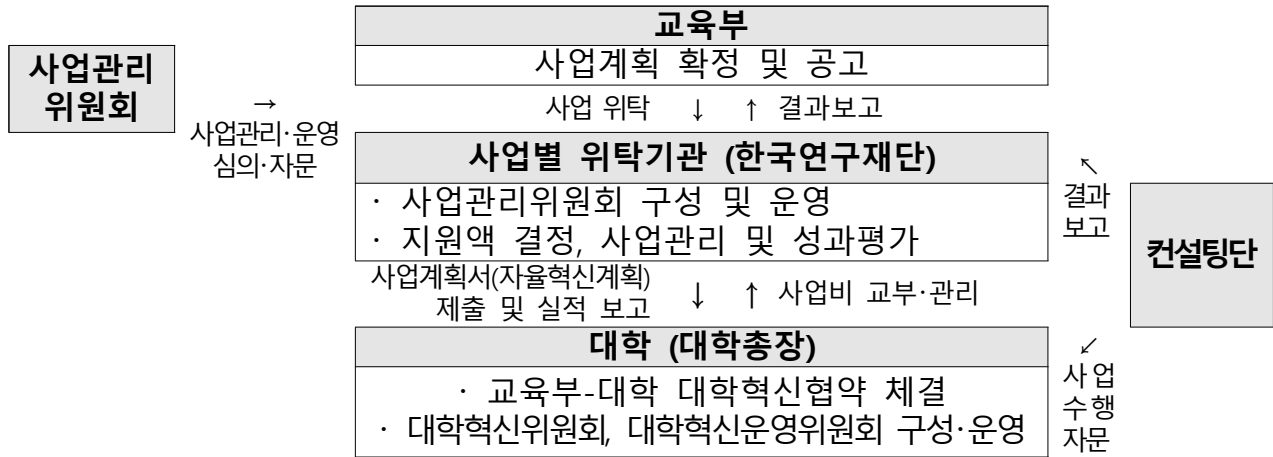 교육부
사업계획 확정 및 공고
사업관리
위원회
→
사업관리·운영
심의·자문
사업 위탁 ↓ ↑ 결과보고
사업별 위탁기관 (한국연구재단)
· 사업관리위원회 구성 및 운영
· 지원액 결정, 사업관리 및 성과평가
↖
결과
보고
컨설팅단
사업계획서(자율혁신계획)
제출 및 실적 보고 ↓ ↑ 사업비 교부·관리
대학 (대학총장)
· 교육부-대학 대학혁신협약 체결
· 대학혁신위원회, 대학혁신운영위원회 구성·운영
↙
사업
수행
자문